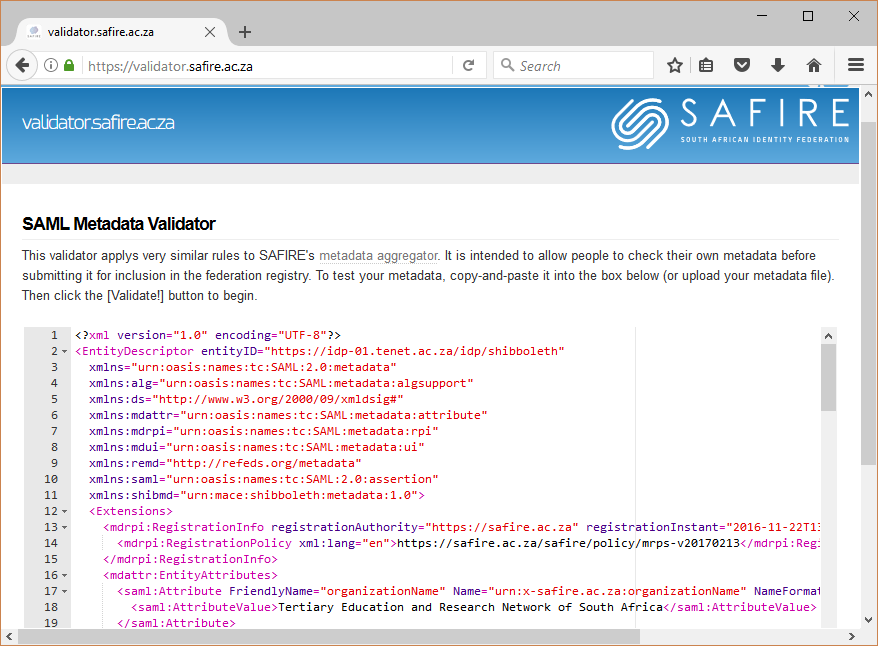 validator.safire.ac.za
https://validator.safire.ac.za
Search
validator.safire.ac.za
SAFIRE
SOUTH AFRICAN IDENTITY FEDERATION
SAML Metadata Validator
This validator applys very similar rules to SAFIRE's metadata aggregator. It is intended to allow people to check their own metadata before
submitting it for inclusion in the federation registry. To test your metadata, copy-and-paste it into the box below (or upload your metadata file).
Then click the [Validate!] button to begin.
1 <?xml version="1.0" encoding="UTF-8"?>
2 <EntityDescriptor entityID="https://idp-01.tenet.ac.za/idp/shibboleth"
3 xmlns="urn:oasis:names:tc:SAML:2.0:metadata"
4 xmlns:alg="urn:oasis:names:tc:SAML:metadata:algsupport"
5 xmlns:ds="http://www.w3.org/2000/09/xmldsig#"
6 xmlns:mdattr="urn:oasis:names:tc:SAML:metadata:attribute"
7 xmlns:mdrpi="urn:oasis:names:tc:SAML:metadata:rpi"
8 xmlns:mdui="urn:oasis:names:tc:SAML:metadata:ui"
9 xmlns:remd="http://refeds.org/metadata"
10 xmlns:saml="urn:oasis:names:tc:SAML:2.0:assertion"
11 xmlns:shibmd="urn:mace:shibboleth:metadata:1.0">
12 <Extensions>
13 <mdrpi:RegistrationInfo registrationAuthority="https://safire.ac.za" registrationInstant="2016-11-22T13
14 <mdrpi:RegistrationPolicy xml:lang="en">https://safire.ac.za/safire/policy/mrps-v20170213</mdrpi:Regi
15 </mdrpi:RegistrationInfo>
16 <mdattr:EntityAttributes>
17 <saml:Attribute FriendlyName="organizationName" Name="urn:x-safire.ac.za:organizationName" NameFormat
18 <saml:AttributeValue>Tertiary Education and Research Network of South Africa</saml:AttributeValue>
19 </saml:Attribute>